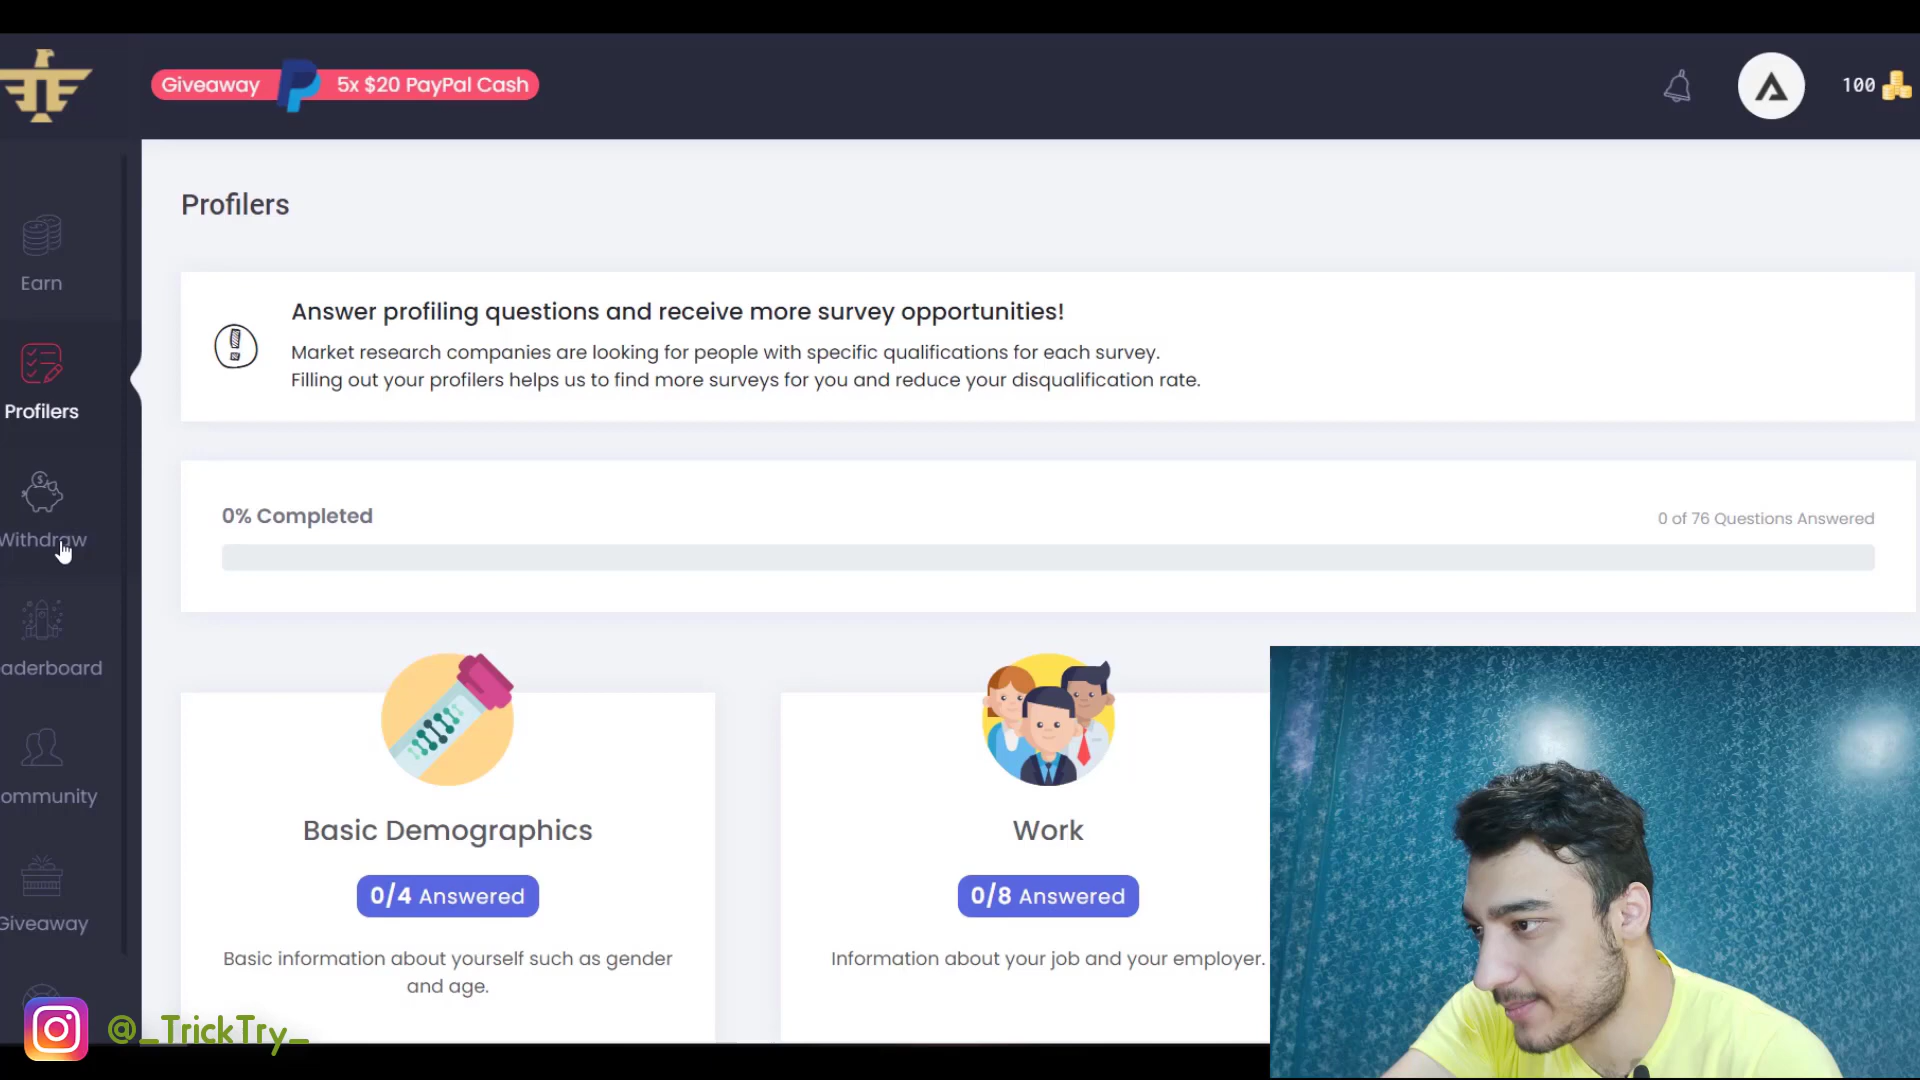 Giveaway 5x $20 PayPal Cash
100
Profilers
Earn
Answer profiling questions and receive more survey opportunities!
Market research companies are looking for people with specific qualifications for each survey.
Filling out your profilers helps us to find more surveys for you and reduce your disqualification rate.
Profilers
0% Completed
0 of 76 Questions Answered
Withdraw
aderboard
ommunity
Giveaway
Basic Demographics
0/4 Answered
Basic information about yourself such as gender
and age.
Work
0/8 Answered
Information about your job and your employer.
@_TrickTry_